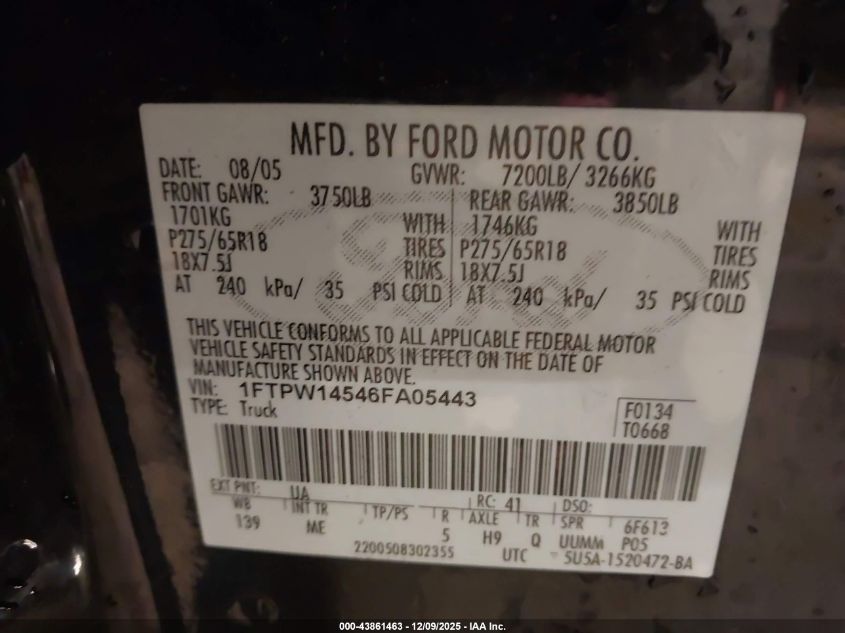 MFD. BY FORD MOTOR CO.
DATE: 08/05 GVWR: 7200LB/ 3266KG
FRONT GAWR: 3750LB REAR GAWR: 3850LB
1701KG WITH 1746KG WITH
P275/65R18 TIRES P275/65R18 TIRES
18X7.5J RIMS 18X7.5J RIMS
AT 240 kPa/ 35 PSI COLD AT 240 kPa/ 35 PSI COLD
THIS VEHICLE CONFORMS TO ALL APPLICABLE FEDERAL MOTOR
VEHICLE SAFETY STANDARDS IN EFFECT ON THE DATE OF
MANUFACTURE SHOWN ABOVE.
VIN: 1FTPW14546FA05443
TYPE: Truck
F0134
T0668
EXT PNT: UA RC: 41 DSO:
WB INT TR TP/PS R AXLE TR SPR 6F613
139 ME 5 H9 Q UUMM P05
2200508302355 UTC 5U5A-1520472-BA
Ford
000-43861463 - 12/09/2025 - IAA Inc.